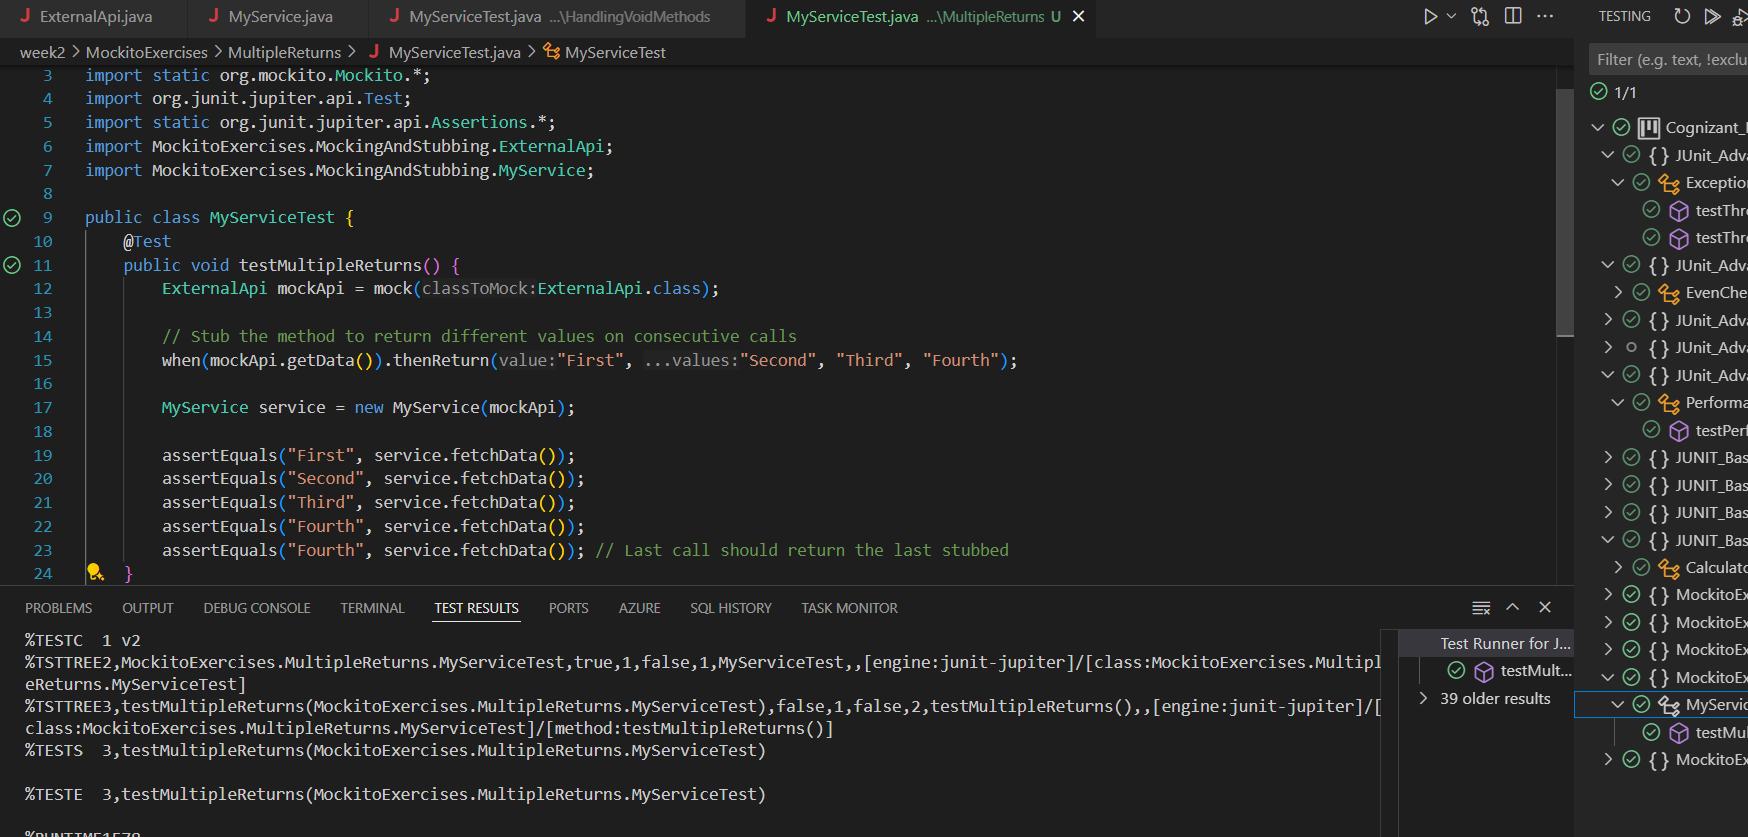 ExternalApi.java
MyService.java
MyServiceTest.java ...\HandlingVoidMethods
MyServiceTest.java ...\MultipleReturns U
week2 > MockitoExercises > MultipleReturns > MyServiceTest.java > MyServiceTest
3 import static org.mockito.Mockito.*;
4 import org.junit.jupiter.api.Test;
5 import static org.junit.jupiter.api.Assertions.*;
6 import MockitoExercises.MockingAndStubbing.ExternalApi;
7 import MockitoExercises.MockingAndStubbing.MyService;
8
9 public class MyServiceTest {
10 @Test
11 public void testMultipleReturns() {
12 ExternalApi mockApi = mock(classToMock:ExternalApi.class);
13
14 // Stub the method to return different values on consecutive calls
15 when(mockApi.getData()).thenReturn(value:"First", ...values:"Second", "Third", "Fourth");
16
17 MyService service = new MyService(mockApi);
18
19 assertEquals("First", service.fetchData());
20 assertEquals("Second", service.fetchData());
21 assertEquals("Third", service.fetchData());
22 assertEquals("Fourth", service.fetchData());
23 assertEquals("Fourth", service.fetchData()); // Last call should return the last stubbed
24 }
PROBLEMS OUTPUT DEBUG CONSOLE TERMINAL TEST RESULTS PORTS AZURE SQL HISTORY TASK MONITOR
%TESTC 1 v2
%TSTTREE2,MockitoExercises.MultipleReturns.MyServiceTest,true,1,false,1,MyServiceTest,,[engine:junit-jupiter]/[class:MockitoExercises.Multipl
eReturns.MyServiceTest]
%TSTTREE3,testMultipleReturns(MockitoExercises.MultipleReturns.MyServiceTest),false,1,false,2,testMultipleReturns(),,[engine:junit-jupiter]/[
class:MockitoExercises.MultipleReturns.MyServiceTest]/[method:testMultipleReturns()]
%TESTS 3,testMultipleReturns(MockitoExercises.MultipleReturns.MyServiceTest)
%TESTE 3,testMultipleReturns(MockitoExercises.MultipleReturns.MyServiceTest)
Test Runner for J...
testMult...
39 older results
TESTING
Filter (e.g. text, !exclu
1/1
Cognizant_
{ } JUnit_Adva
Exception
testThr
testThr
{ } JUnit_Adva
EvenChe
{ } JUnit_Adva
{ } JUnit_Adva
{ } JUnit_Adva
Performa
testPerf
{ } JUNIT_Bas
{ } JUNIT_Bas
{ } JUNIT_Bas
{ } JUNIT_Bas
Calculato
{ } MockitoEx
{ } MockitoEx
{ } MockitoEx
{ } MockitoEx
MyServic
testMul
{ } MockitoEx